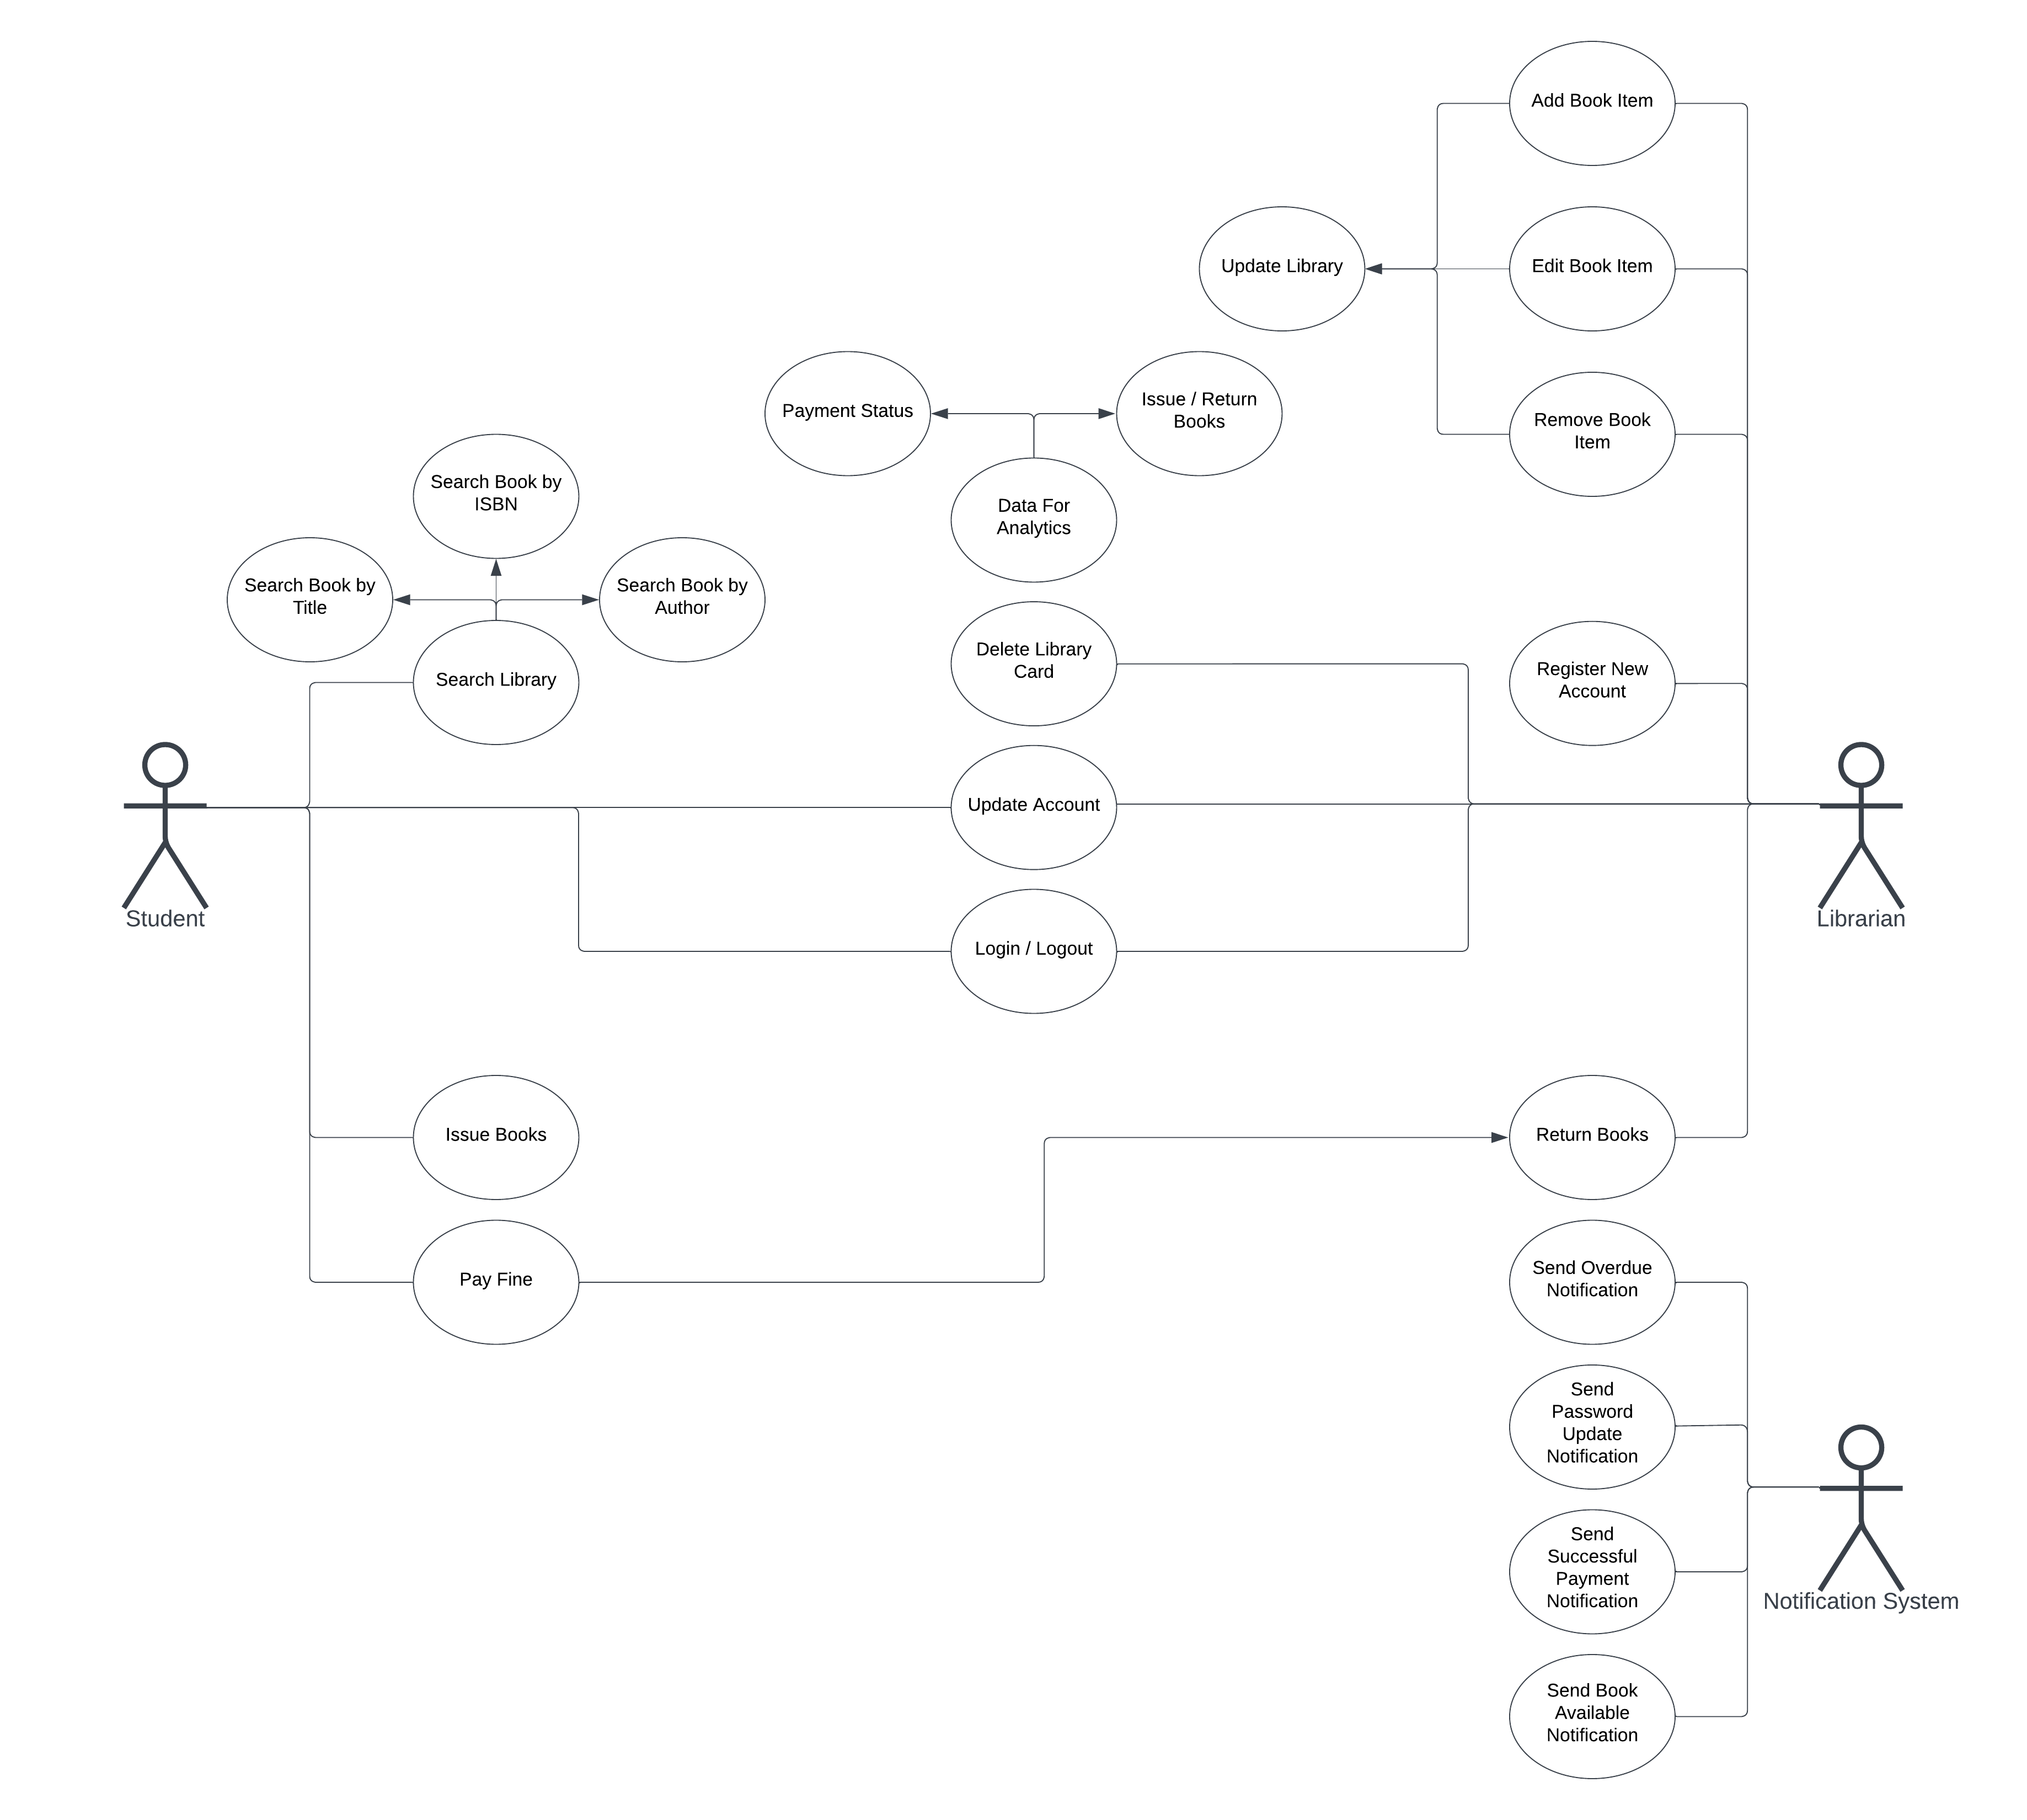 Add Book Item
Update Library
Edit Book Item
Payment Status
Issue / Return
Books
Remove Book
Item
Search Book by
ISBN
Data For
Analytics
Search Book by
Title
Search Book by
Author
Search Library
Delete Library
Card
Register New
Account
Update Account
Student
Librarian
Login / Logout
Issue Books
Return Books
Pay Fine
Send Overdue
Notification
Send
Password
Update
Notification
Send
Successful
Payment
Notification
Notification System
Send Book
Available
Notification